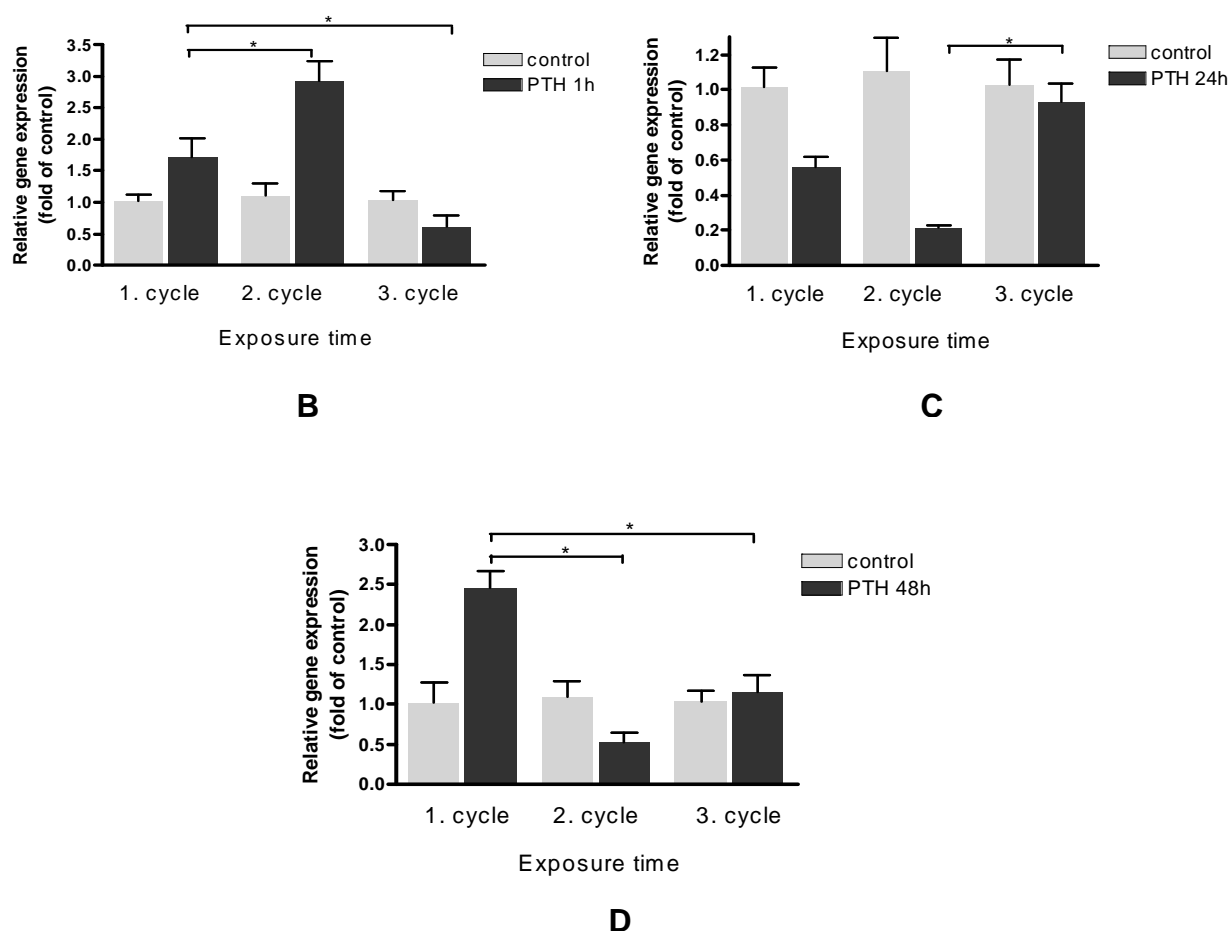 *
*
3.5
3.0
2.5
2.0
1.5
1.0
0.5
0.0
Relative gene expression
(fold of control)
control
PTH 1h
1. cycle 2. cycle 3. cycle
Exposure time
B
*
1.2
1.0
0.8
0.6
0.4
0.2
0.0
Relative gene expression
(fold of control)
control
PTH 24h
1. cycle 2. cycle 3. cycle
Exposure time
C
*
*
3.0
2.5
2.0
1.5
1.0
0.5
0.0
Relative gene expression
(fold of control)
control
PTH 48h
1. cycle 2. cycle 3. cycle
Exposure time
D